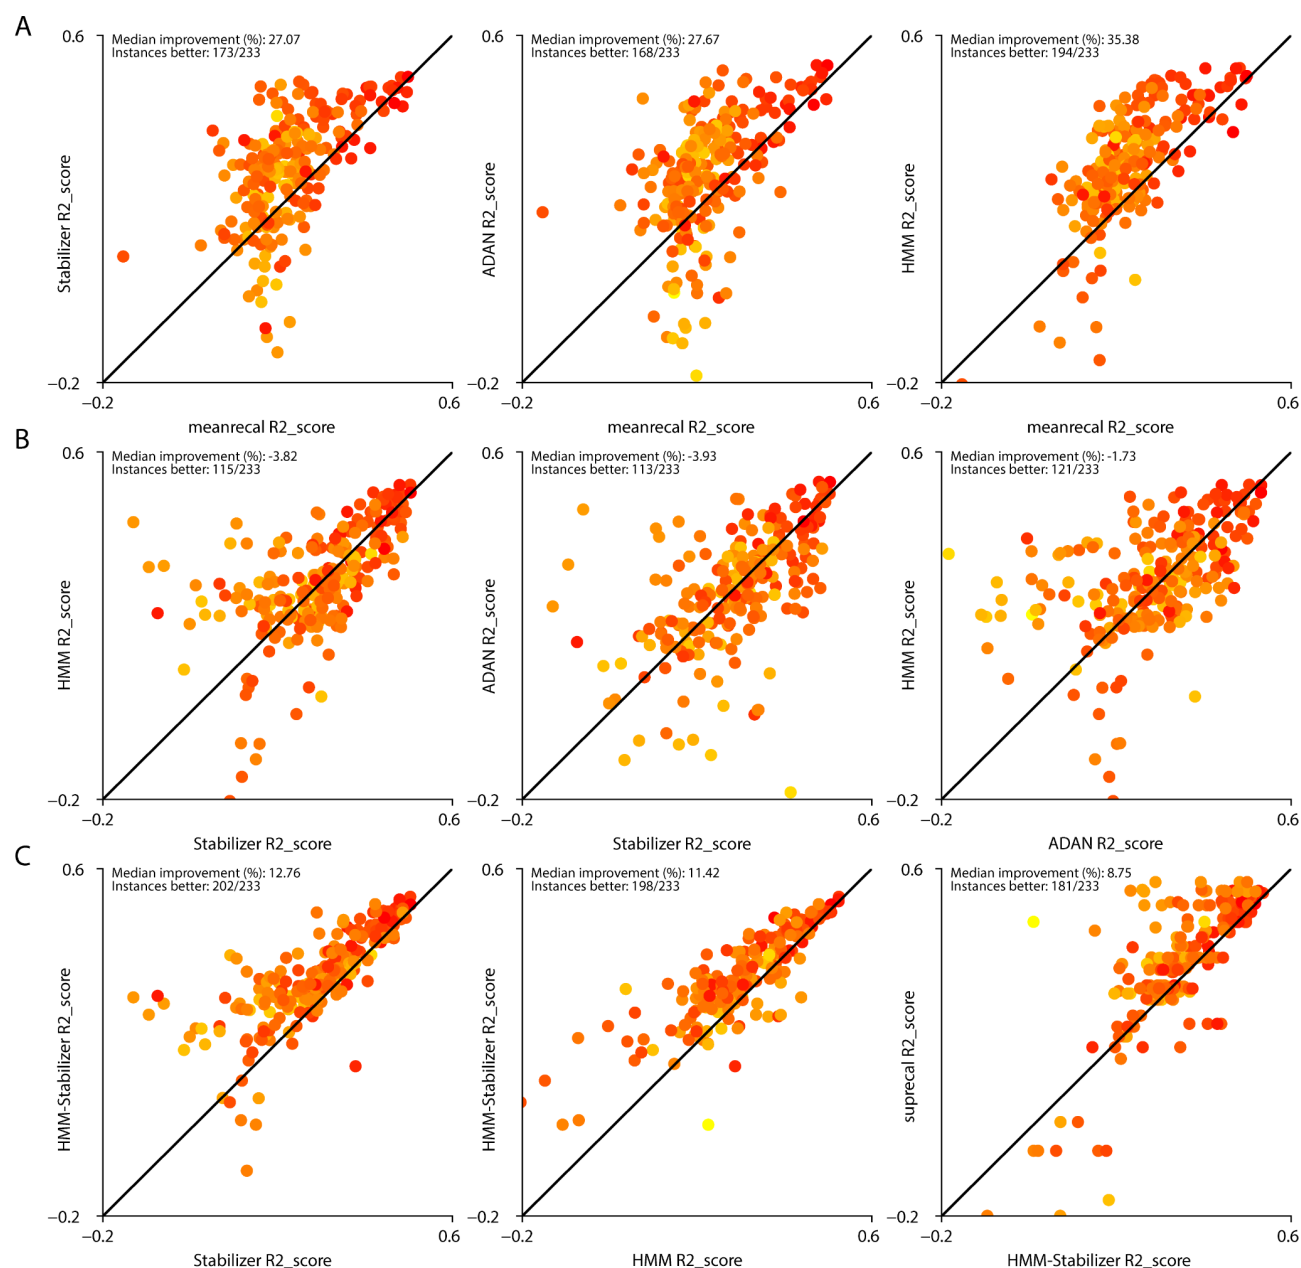 A
0.6
Median improvement (%): 27.07
Instances better: 173/233
Stabilizer R2_score
−0.2
−0.2
0.6
meanrecal R2_score
0.6
Median improvement (%): 27.67
Instances better: 168/233
ADAN R2_score
−0.2
−0.2
0.6
meanrecal R2_score
0.6
Median improvement (%): 35.38
Instances better: 194/233
HMM R2_score
−0.2
−0.2
0.6
meanrecal R2_score
B
0.6
Median improvement (%): -3.82
Instances better: 115/233
HMM R2_score
−0.2
−0.2
0.6
Stabilizer R2_score
0.6
Median improvement (%): -3.93
Instances better: 113/233
ADAN R2_score
−0.2
−0.2
0.6
Stabilizer R2_score
0.6
Median improvement (%): -1.73
Instances better: 121/233
HMM R2_score
−0.2
−0.2
0.6
ADAN R2_score
C
0.6
Median improvement (%): 12.76
Instances better: 202/233
HMM-Stabilizer R2_score
−0.2
−0.2
0.6
Stabilizer R2_score
0.6
Median improvement (%): 11.42
Instances better: 198/233
HMM-Stabilizer R2_score
−0.2
−0.2
0.6
HMM R2_score
0.6
Median improvement (%): 8.75
Instances better: 181/233
suprecal R2_score
−0.2
−0.2
0.6
HMM-Stabilizer R2_score